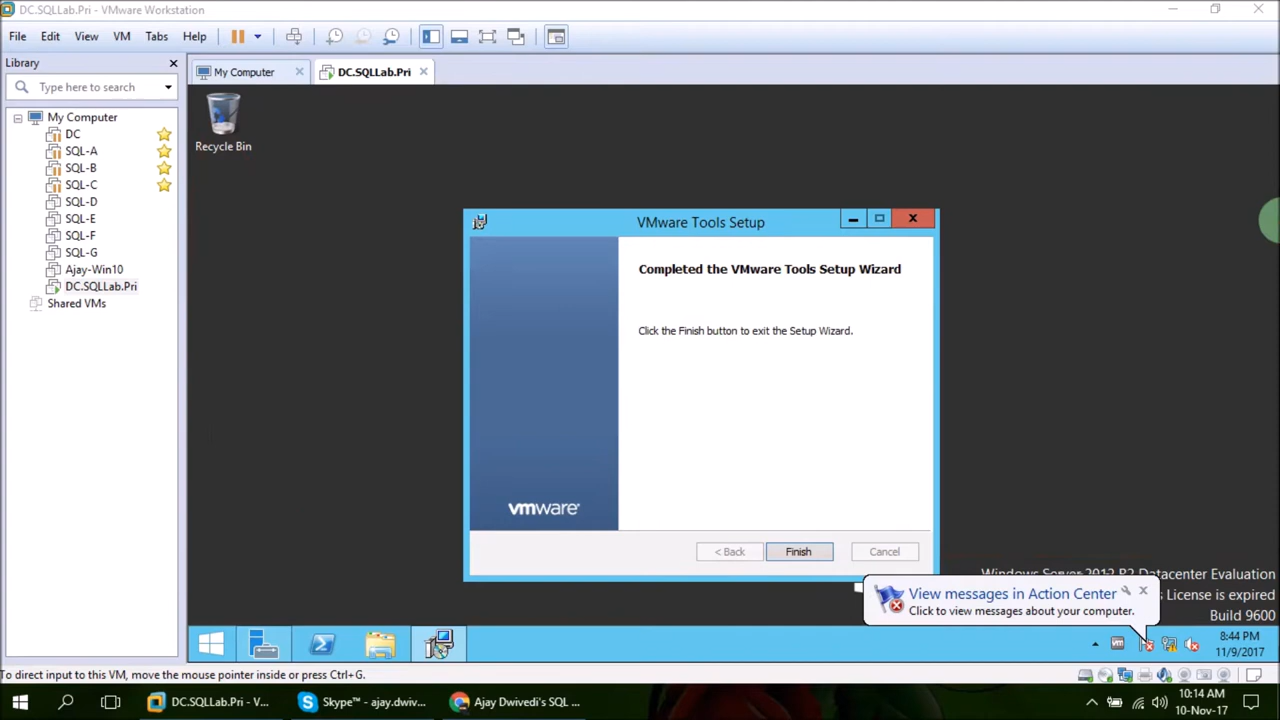 DC.SQLLab.Pri - VMware Workstation
File Edit View VM Tabs Help
Library
Type here to search
My Computer
DC
SQL-A
SQL-B
SQL-C
SQL-D
SQL-E
SQL-F
SQL-G
Ajay-Win10
DC.SQLLab.Pri
Shared VMs
My Computer
DC.SQLLab.Pri
Recycle Bin
VMware Tools Setup
Completed the VMware Tools Setup Wizard
Click the Finish button to exit the Setup Wizard.
vmware
< Back Finish Cancel
Windows Server 2012 R2 Datacenter Evaluation
License is expired
Build 9600
View messages in Action Center
Click to view messages about your computer.
8:44 PM
11/9/2017
To direct input to this VM, move the mouse pointer inside or press Ctrl+G.
DC.SQLLab.Pri - V...
Skype™ - ajay.dwiv...
Ajay Dwivedi's SQL ...
10:14 AM
10-Nov-17